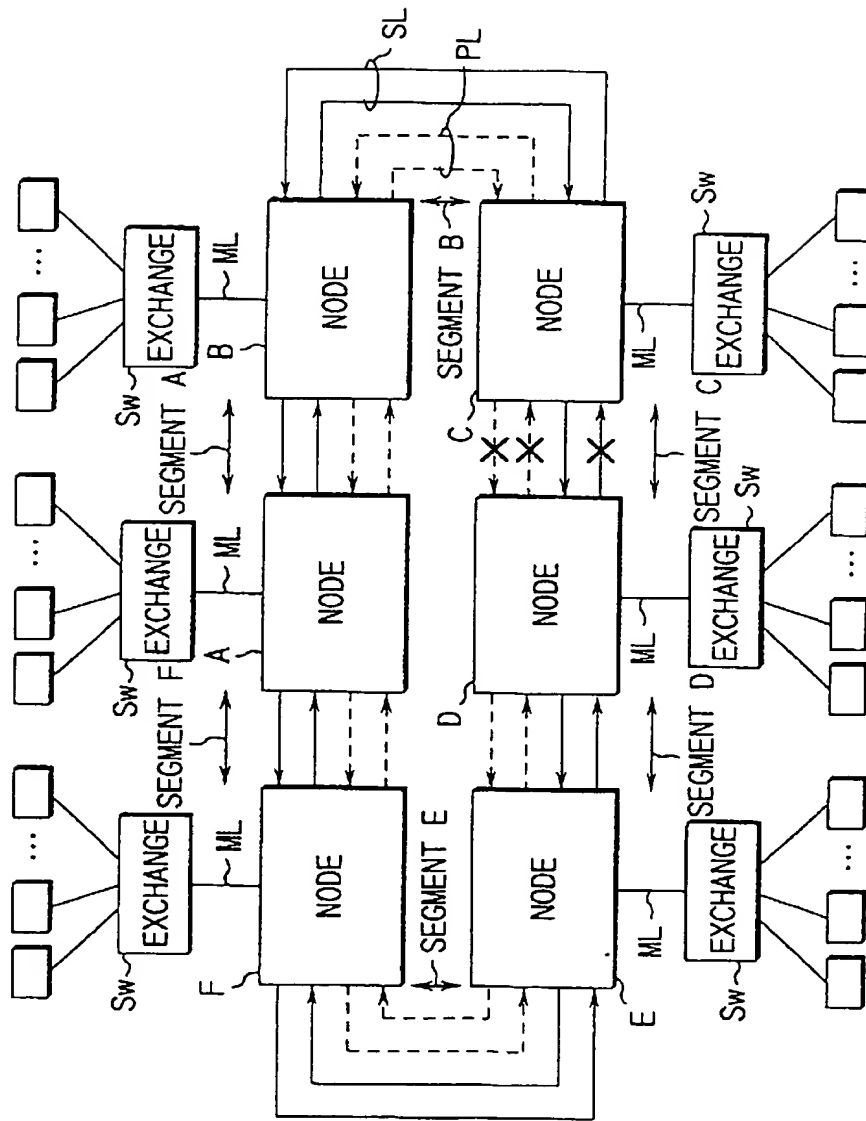 ... ... ...
Sw EXCHANGE Sw EXCHANGE Sw EXCHANGE
SEGMENT F SEGMENT A
ML ML ML
F A B
NODE NODE NODE
SL
PL
SEGMENT E SEGMENT B
NODE NODE NODE
E D C
ML ML ML
SEGMENT D SEGMENT C
EXCHANGE Sw EXCHANGE Sw EXCHANGE Sw
... ... ...